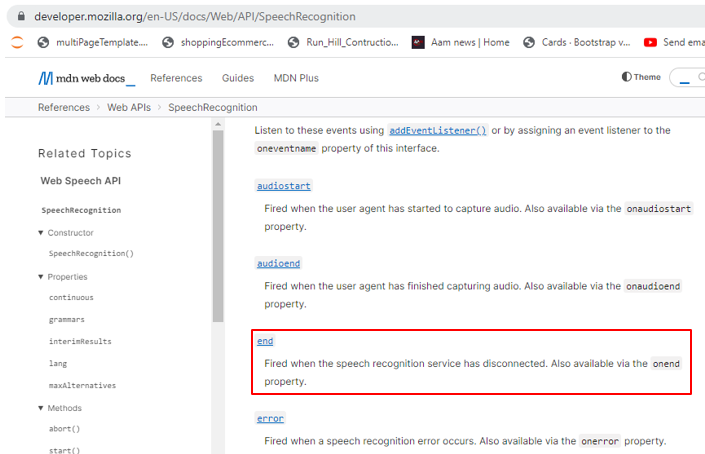 developer.mozilla.org/en-US/docs/Web/API/SpeechRecognition
multiPageTemplate.... shoppingEcommerc... Run_Hill_Contructio... Aam news | Home Cards · Bootstrap v... Send ema
mdn web docs_ References Guides MDN Plus Theme
References > Web APIs > SpeechRecognition
Related Topics
Web Speech API
SpeechRecognition
▼ Constructor
SpeechRecognition()
▼ Properties
continuous
grammars
interimResults
lang
maxAlternatives
▼ Methods
abort()
start()
Listen to these events using addEventListener() or by assigning an event listener to the
oneventname property of this interface.
audiostart
Fired when the user agent has started to capture audio. Also available via the onaudiostart
property.
audioend
Fired when the user agent has finished capturing audio. Also available via the onaudioend
property.
end
Fired when the speech recognition service has disconnected. Also available via the onend
property.
error
Fired when a speech recognition error occurs. Also available via the onerror property.